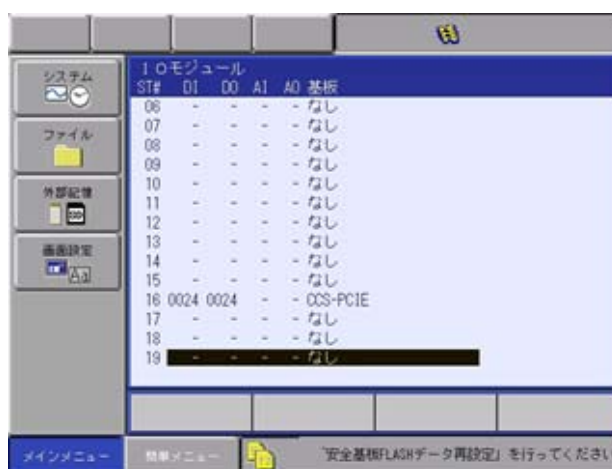 システム
ファイル
外部記憶
画面設定
IOモジュール
ST# DI DO AI AO 基板
06 - - - - なし
07 - - - - なし
08 - - - - なし
09 - - - - なし
10 - - - - なし
11 - - - - なし
12 - - - - なし
13 - - - - なし
14 - - - - なし
15 - - - - なし
16 0024 0024 - - CCS-PCIE
17 - - - - なし
18 - - - - なし
19 - - - - なし
メインメニュー
簡単メニュー
「安全基板FLASHデータ再設定」を行ってくださ